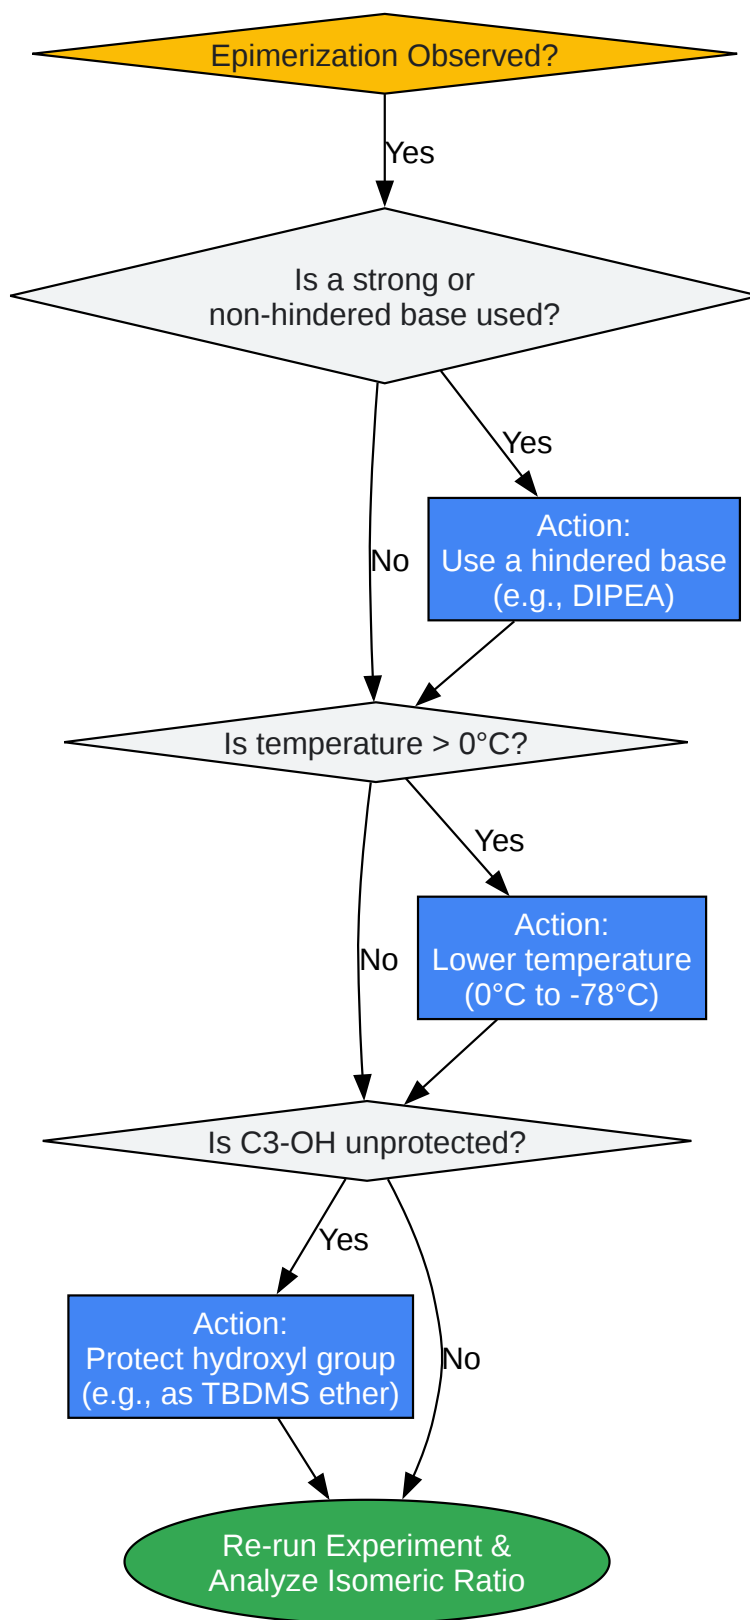 Epimerization Observed?
Yes
Is a strong or
non-hindered base used?
Yes
Action:
Use a hindered base
(e.g., DIPEA)
No
Is temperature > 0°C?
Yes
Action:
Lower temperature
(0°C to -78°C)
No
Is C3-OH unprotected?
Yes
Action:
Protect hydroxyl group
(e.g., as TBDMS ether)
No
Re-run Experiment &
Analyze Isomeric Ratio